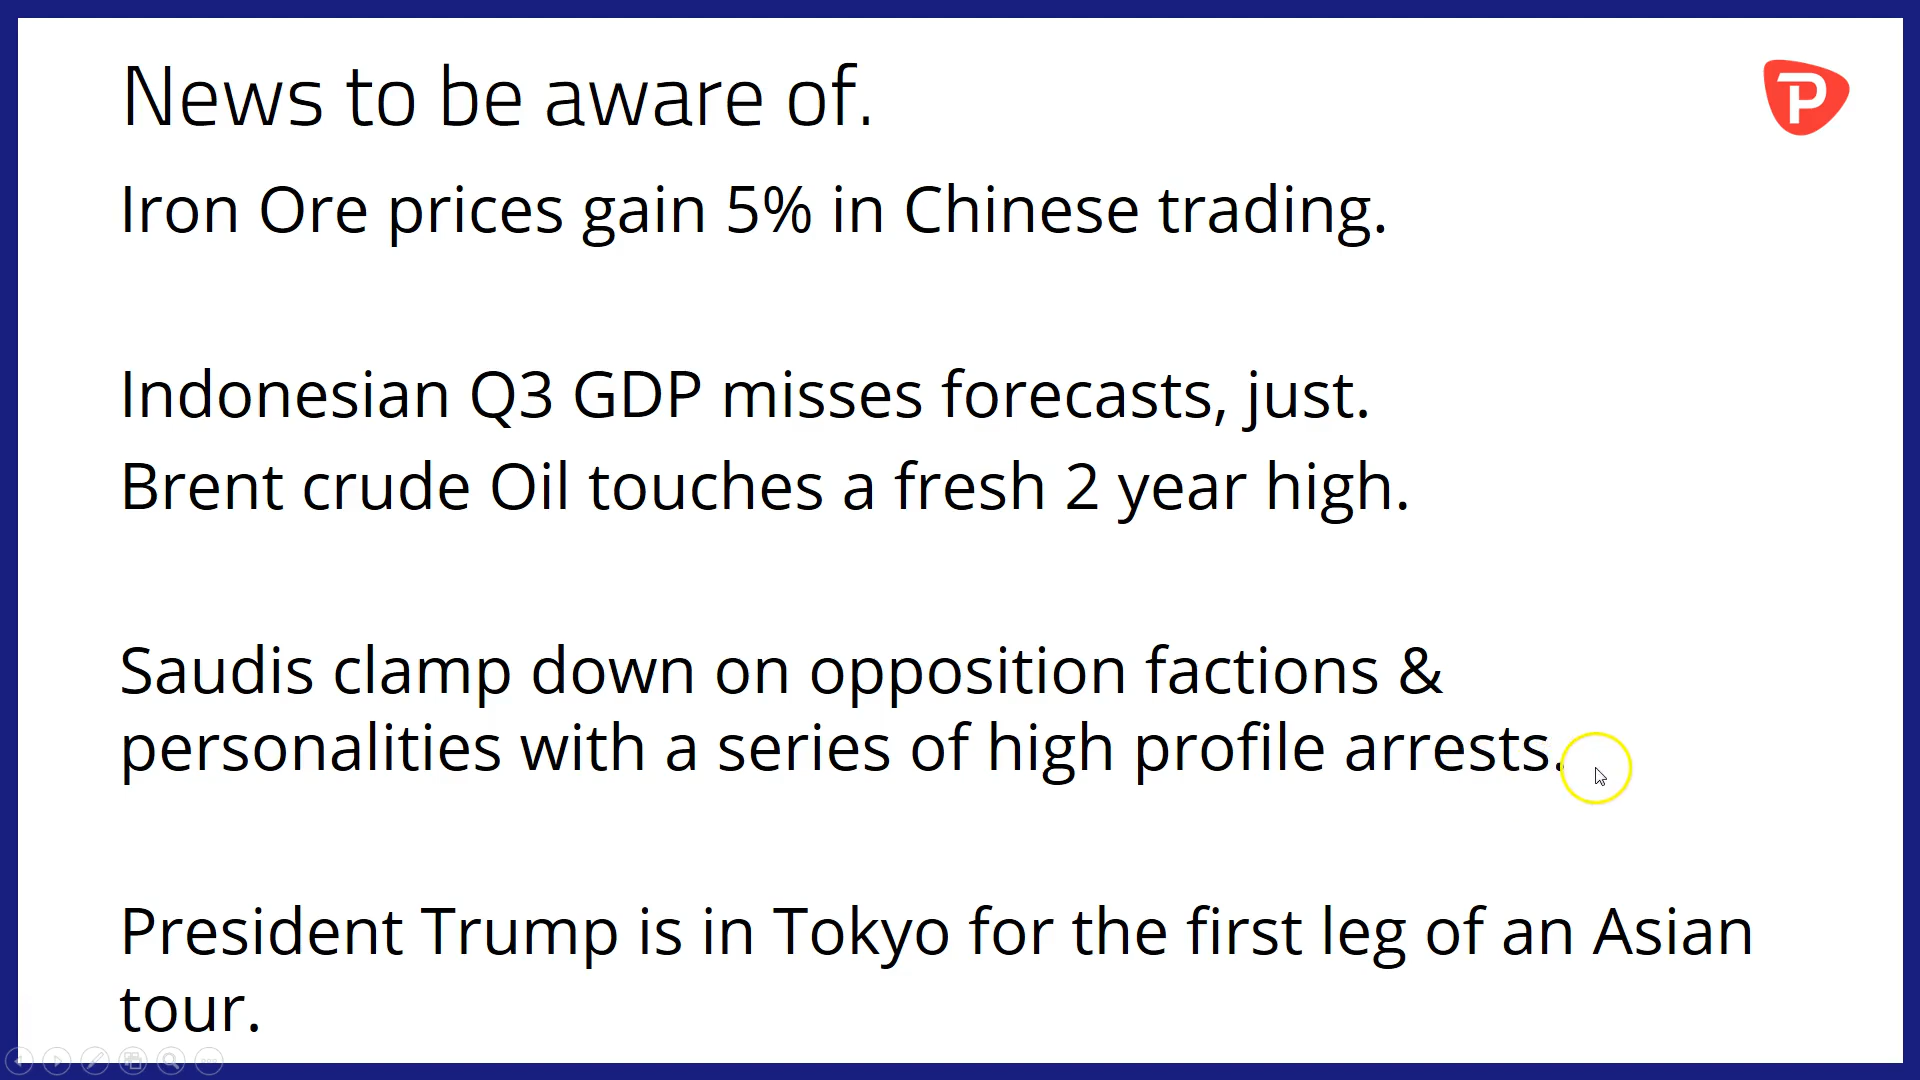 News to be aware of.
Iron Ore prices gain 5% in Chinese trading.
Indonesian Q3 GDP misses forecasts, just.
Brent crude Oil touches a fresh 2 year high.
Saudis clamp down on opposition factions &
personalities with a series of high profile arrests.
President Trump is in Tokyo for the first leg of an Asian
tour.
P